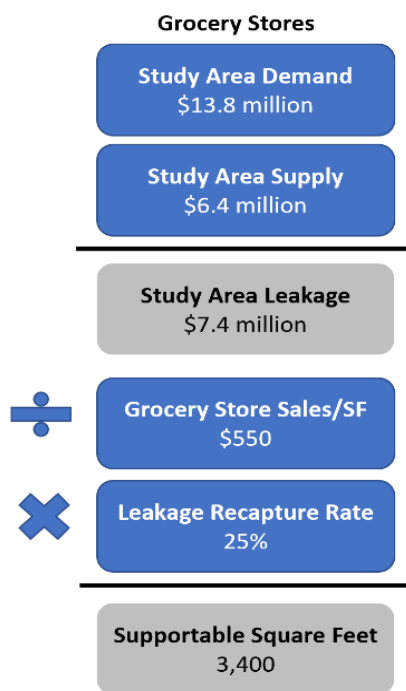 Grocery Stores
Study Area Demand
$13.8 million
Study Area Supply
$6.4 million
Study Area Leakage
$7.4 million
Grocery Store Sales/SF
$550
Leakage Recapture Rate
25%
Supportable Square Feet
3,400